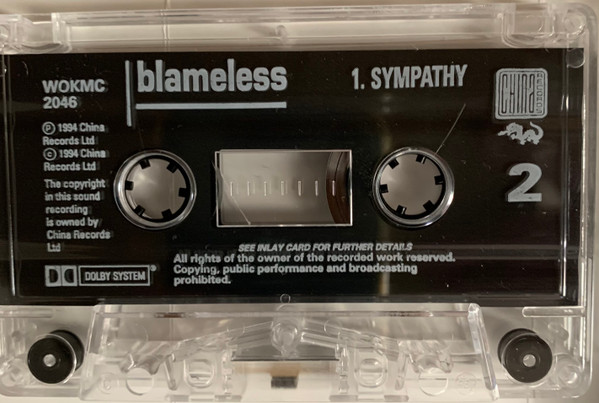 WOKMC
2046
blameless
1. SYMPATHY
China
RECORDS
2
Ⓟ 1994 China
Records Ltd
© 1994 China
Records Ltd
The copyright
in this sound
recording
is owned by
China Records
Ltd
DOLBY SYSTEM®
SEE INLAY CARD FOR FURTHER DETAILS
All rights of the owner of the recorded work reserved.
Copying, public performance and broadcasting
prohibited.